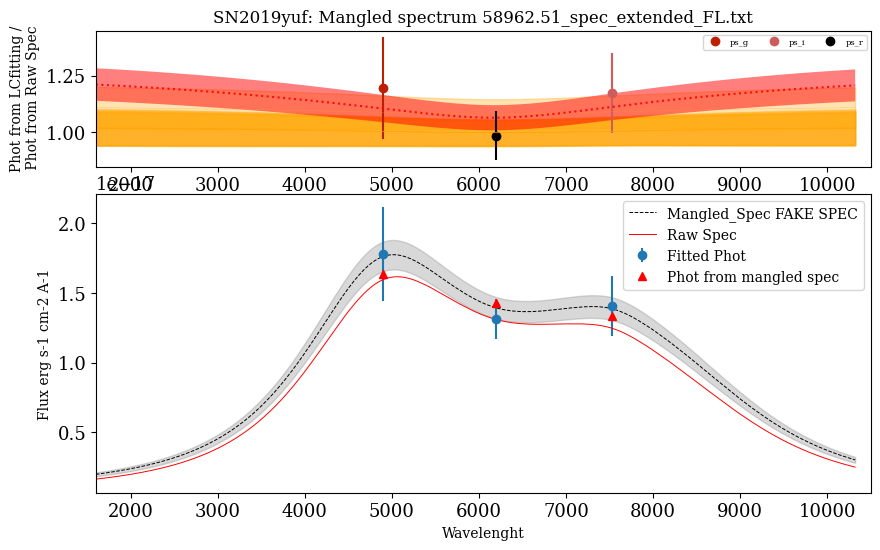 SN2019yuf: Mangled spectrum 58962.51_spec_extended_FL.txt
Phot from LCfitting /
Phot from Raw Spec
1.25
1.00
ps_g
ps_i
ps_r
2000 3000 4000 5000 6000 7000 8000 9000 10000
1e−17
Flux erg s-1 cm-2 A-1
2.0
1.5
1.0
0.5
Mangled_Spec FAKE SPEC
Raw Spec
Fitted Phot
Phot from mangled spec
2000 3000 4000 5000 6000 7000 8000 9000 10000
Wavelenght